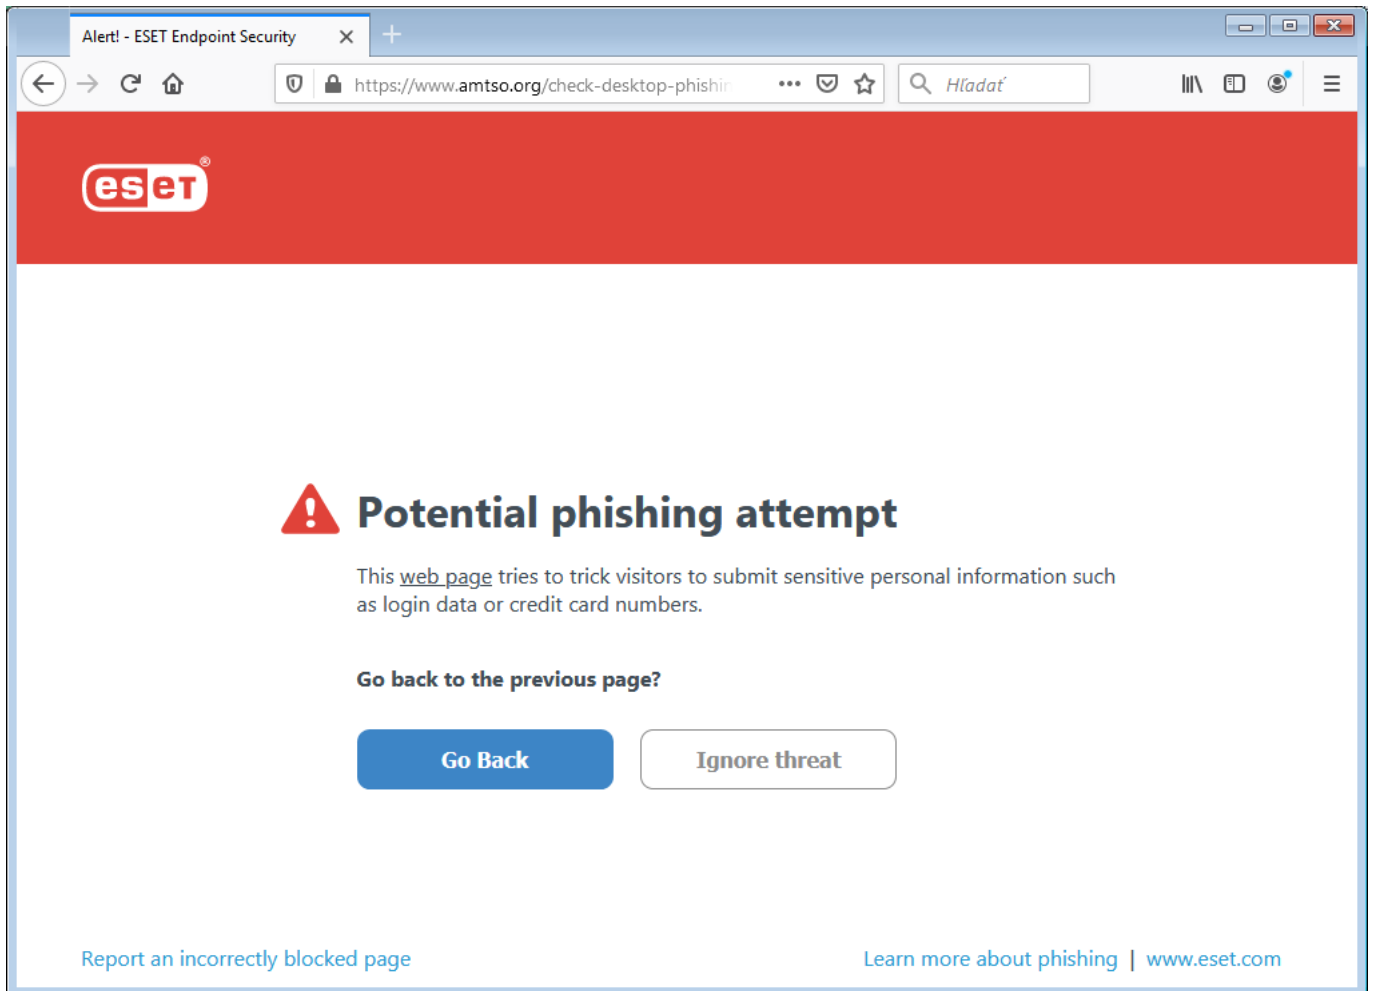 Alert! - ESET Endpoint Security
https://www.amtso.org/check-desktop-phishin
Hľadať
eseT®
Potential phishing attempt
This web page tries to trick visitors to submit sensitive personal information such
as login data or credit card numbers.
Go back to the previous page?
Go Back
Ignore threat
Report an incorrectly blocked page
Learn more about phishing | www.eset.com